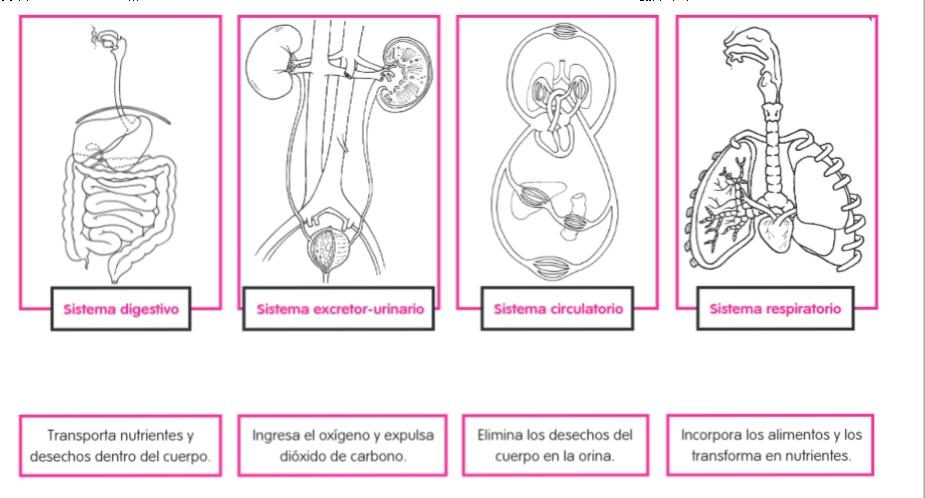 Sistema digestivo
Sistema excretor-urinario
Sistema circulatorio
Sistema respiratorio
Transporta nutrientes y
desechos dentro del cuerpo.
Ingresa el oxígeno y expulsa
dióxido de carbono.
Elimina los desechos del
cuerpo en la orina.
Incorpora los alimentos y los
transforma en nutrientes.